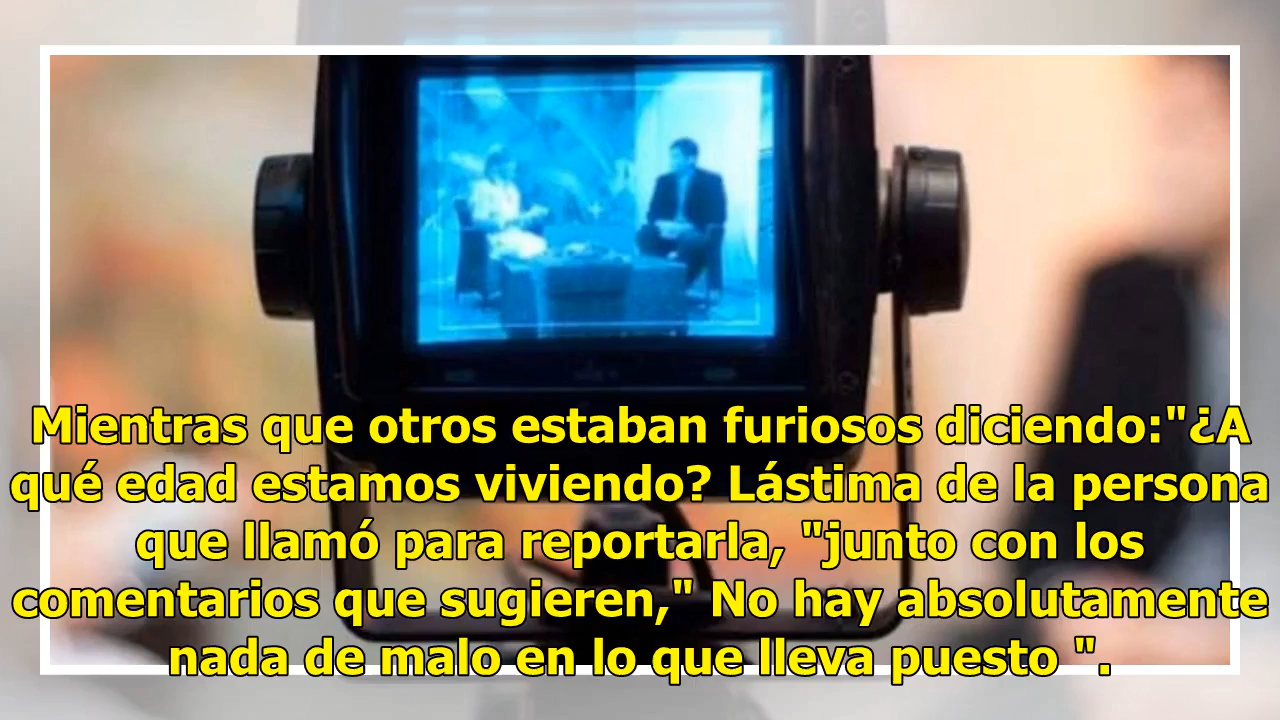 Mientras que otros estaban furiosos diciendo:"¿A
qué edad estamos viviendo? Lástima de la persona
que llamó para reportarla, "junto con los
comentarios que sugieren," No hay absolutamente
nada de malo en lo que lleva puesto ".